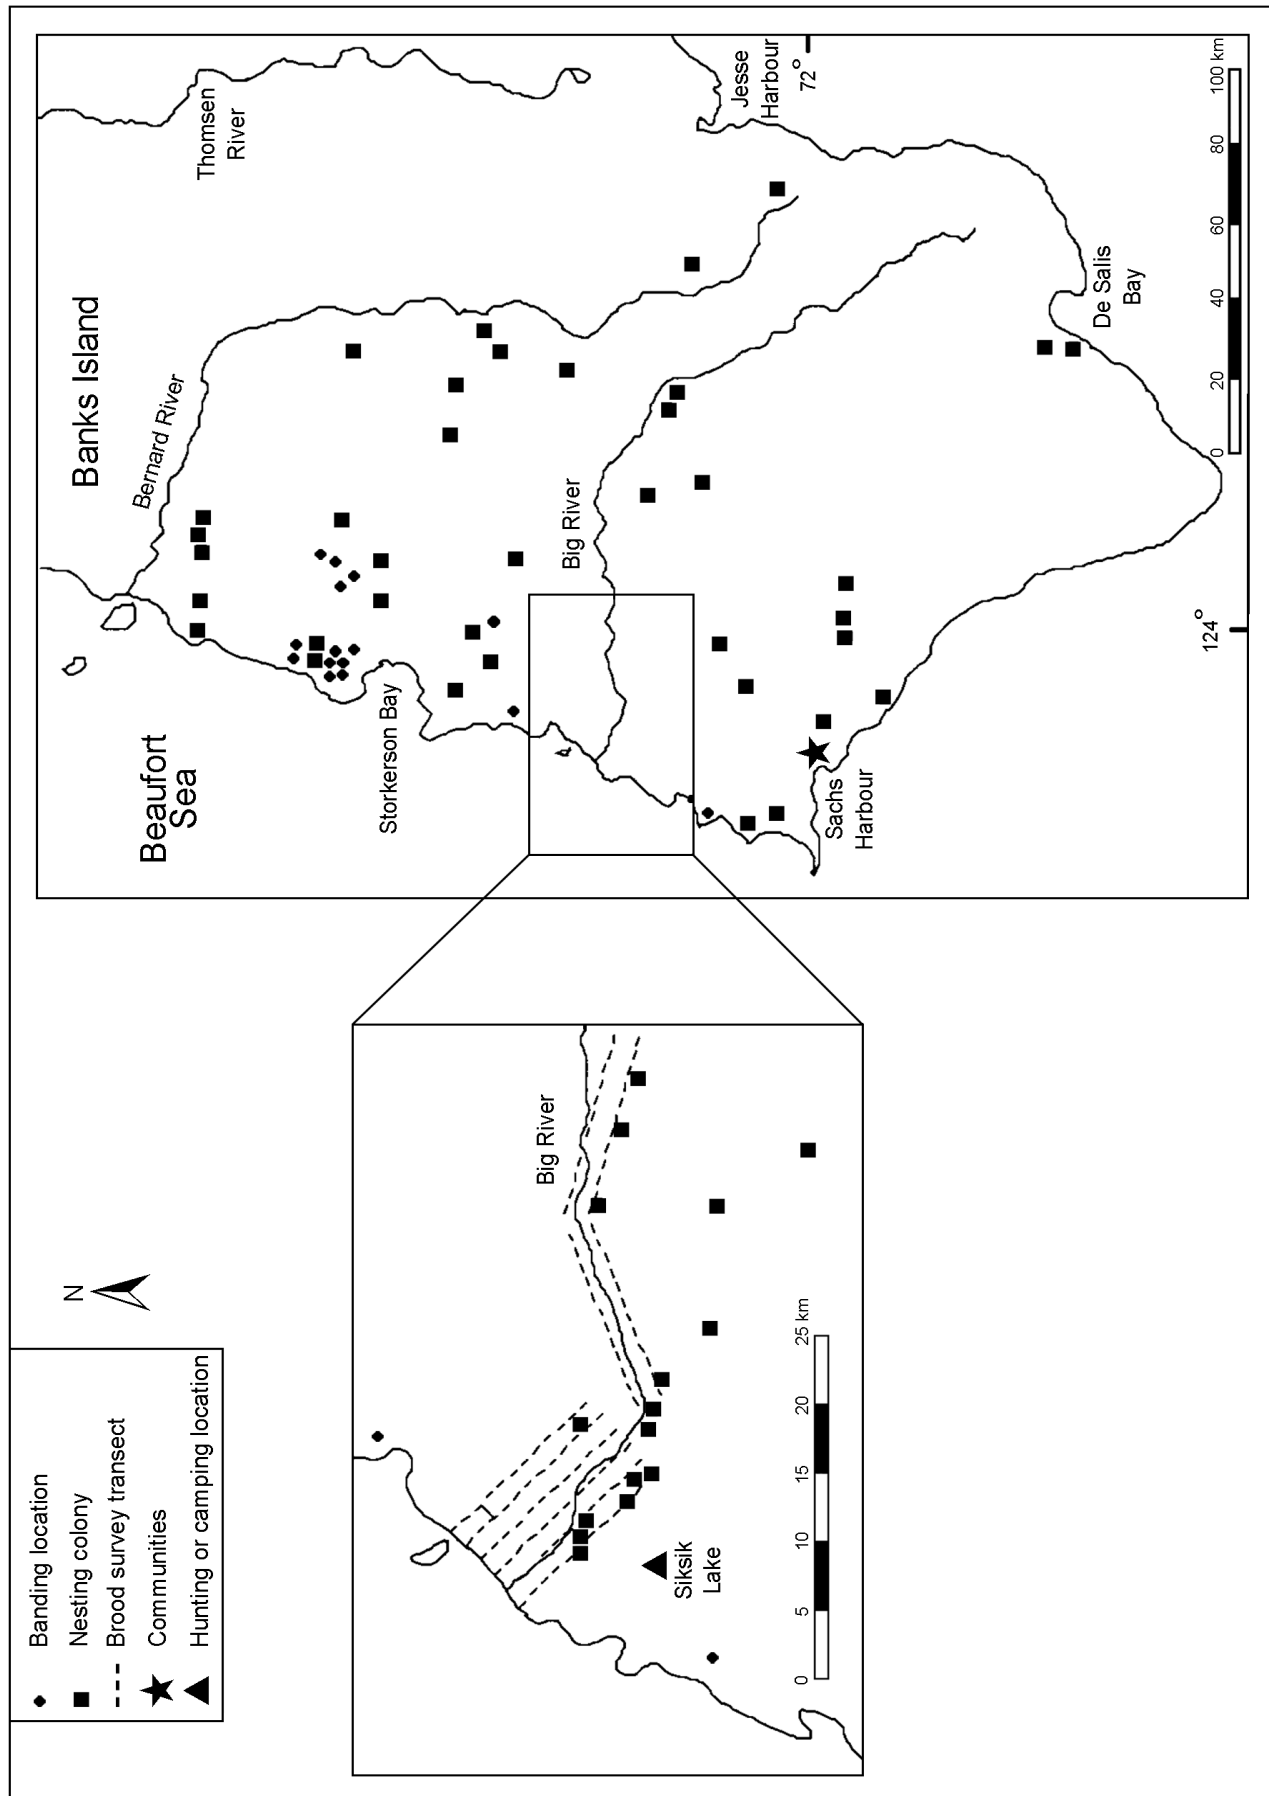 Banding location
Nesting colony
Brood survey transect
Communities
Hunting or camping location
N
Big River
Siksik
Lake
0
5
10
15
20
25 km
Beaufort
Sea
Banks Island
Thomsen
River
Bernard River
Storkerson Bay
Big River
Jesse
Harbour
72°
Sachs
Harbour
De Salis
Bay
124°
0
20
40
60
80
100 km